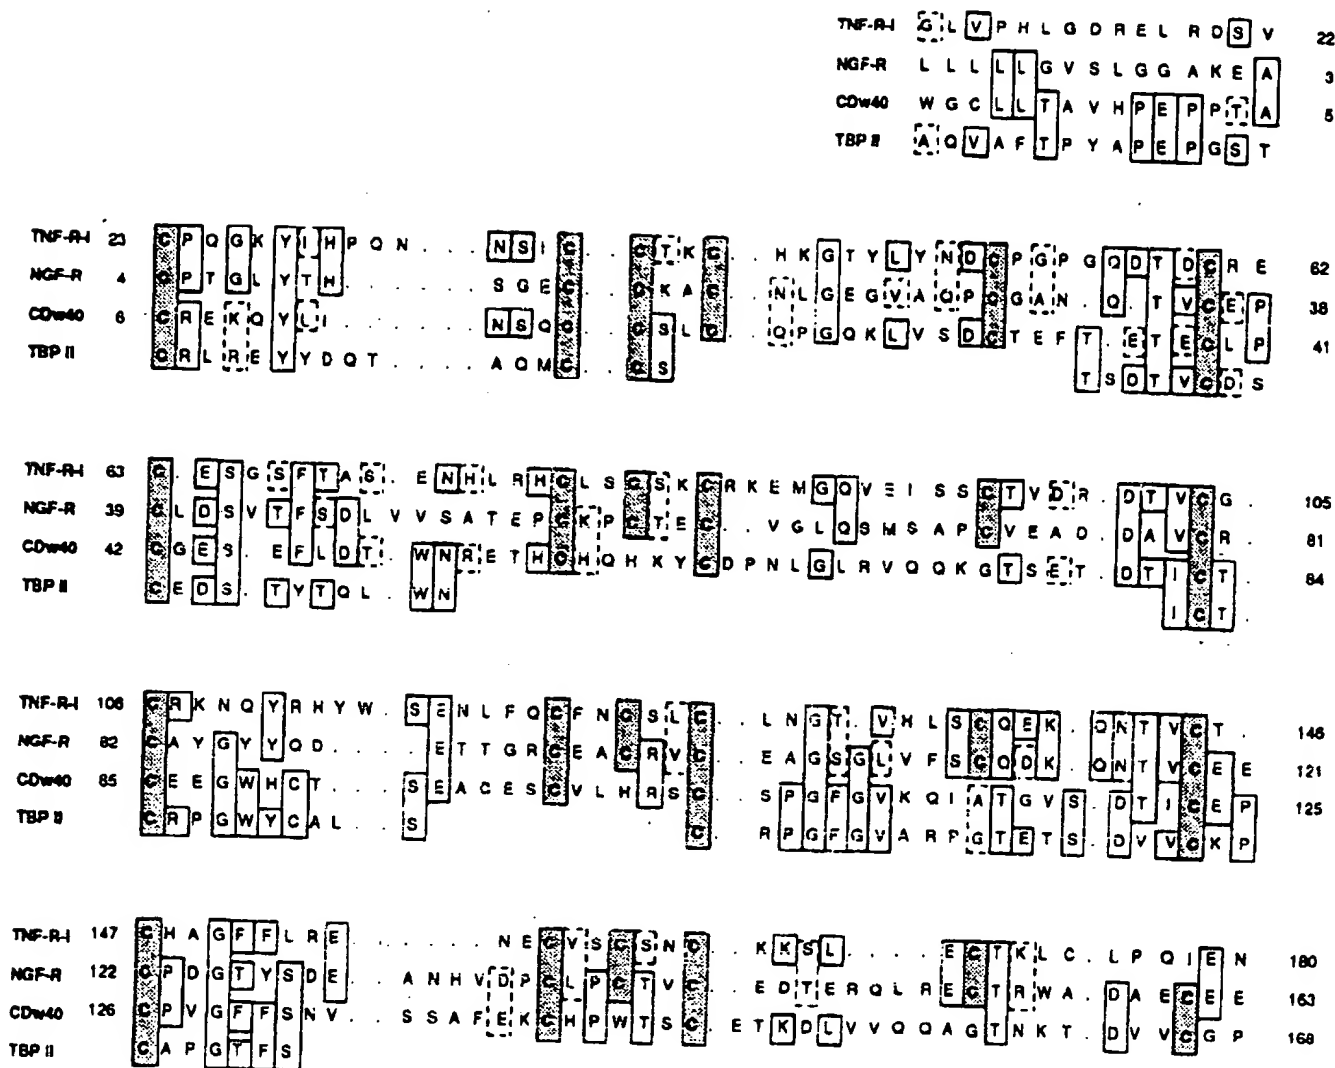 TNF-R-I G L V P H L G D R E L R D S V 22
NGF-R L L L L L G V S L G G A K E A 3
CDw40 W G C L L T A V H P E P P T A 5
TBP II A Q V A F T P Y A P E P G S T
TNF-R-I 23 C P Q G K Y I H P Q N . . . N S I C . . C T K C . . H K G T Y L Y N D C P G P G Q D T D C R E 62
NGF-R 4 C P T G L Y T H . . . . . . S G E C . . C K A C . . N L G E G V A Q P C G A N . Q . T V C E P 38
CDw40 6 C R E K Q Y L I . . . . . . N S Q C . . C S L C . . Q P G Q K L V S D C T E F T . E T E C L P 41
TBP II C R L R E Y Y D Q T . . . . A Q M C . . C S T S D T V C D S
TNF-R-I 63 C . E S G S F T A S . E N H L R H C L S C S K C R K E M G Q V E I S S C T V D R . D T V C G . 105
NGF-R 39 C L D S V T F S D L V V S A T E P C K P C T E C . . V G L Q S M S A P C V E A D . D A V C R . 81
CDw40 42 C G E S . E F L D T . W N R E T H C H Q H K Y C D P N L G L R V Q Q K G T S E T . D T I C T . 84
TBP II C E D S . T Y T Q L . W N I C T .
TNF-R-I 106 C R K N Q Y R H Y W . S E N L F Q C F N C S L C . . L N G T . V H L S C Q E K . Q N T V C T . 146
NGF-R 82 C A Y G Y Y Q D . . . . E T T G R C E A C R V C . . E A G S G L V F S C Q D K . Q N T V C E E 121
CDw40 85 C E E G W H C T . . . S E A C E S C V L H R S C . . S P G F G V K Q I A T G V S . D T I C E P 125
TBP II C R P G W Y C A L . S C . . R P G F G V A R P G T E T S . D V V C K P
TNF-R-I 147 C H A G F F L R E . . . . . . N E C V S C S N C . . K K S L . . . . E C T K L C . L P Q I E N 180
NGF-R 122 C P D G T Y S D E . . A N H V D P C L P C T V C . . E D T E R Q L R E C T R W A . D A E C E E 163
CDw40 126 C P V G F F S N V . . S S A F E K C H P W T S C . E T K D L V V Q Q A G T N K T . D V V C G P 168
TBP II C A P G T F S